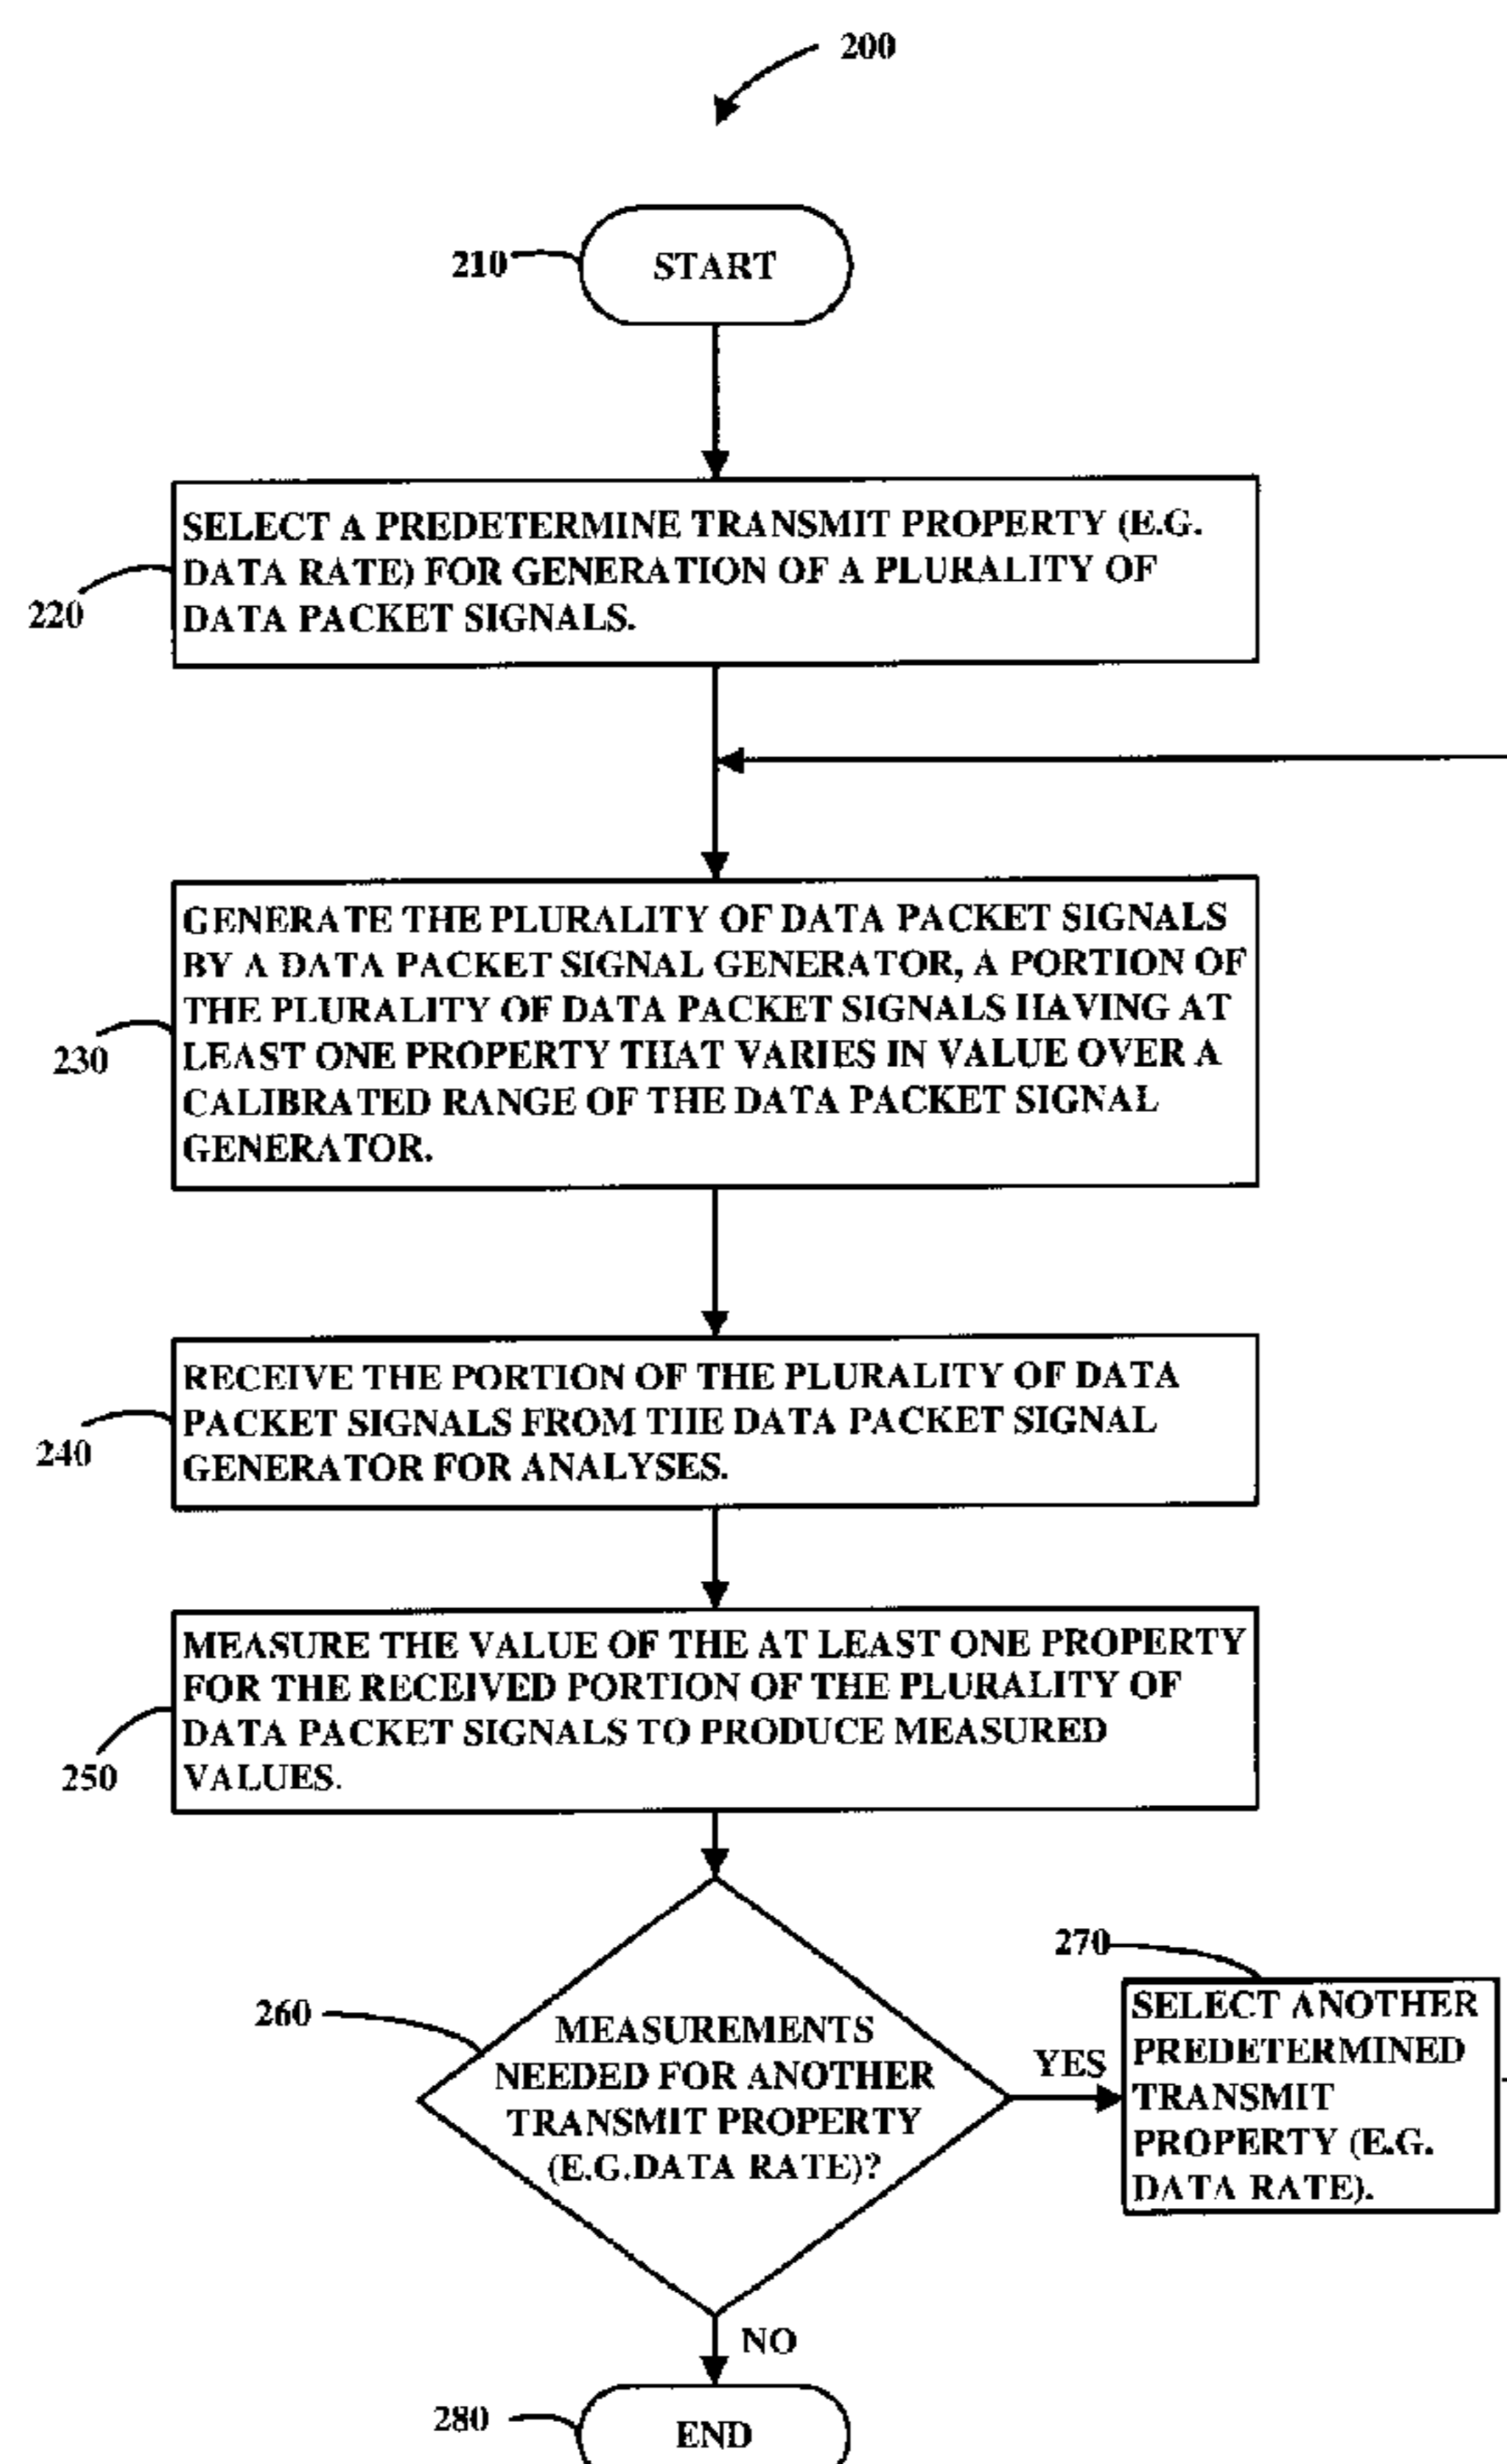 200
210
START
220
SELECT A PREDETERMINE TRANSMIT PROPERTY (E.G.
DATA RATE) FOR GENERATION OF A PLURALITY OF
DATA PACKET SIGNALS.
230
GENERATE THE PLURALITY OF DATA PACKET SIGNALS
BY A DATA PACKET SIGNAL GENERATOR, A PORTION OF
THE PLURALITY OF DATA PACKET SIGNALS HAVING AT
LEAST ONE PROPERTY THAT VARIES IN VALUE OVER A
CALIBRATED RANGE OF THE DATA PACKET SIGNAL
GENERATOR.
240
RECEIVE THE PORTION OF THE PLURALITY OF DATA
PACKET SIGNALS FROM THE DATA PACKET SIGNAL
GENERATOR FOR ANALYSES.
250
MEASURE THE VALUE OF THE AT LEAST ONE PROPERTY
FOR THE RECEIVED PORTION OF THE PLURALITY OF
DATA PACKET SIGNALS TO PRODUCE MEASURED
VALUES.
260
MEASUREMENTS
NEEDED FOR ANOTHER
TRANSMIT PROPERTY
(E.G.DATA RATE)?
YES
270
SELECT ANOTHER
PREDETERMINED
TRANSMIT
PROPERTY (E.G.
DATA RATE).
NO
280
END